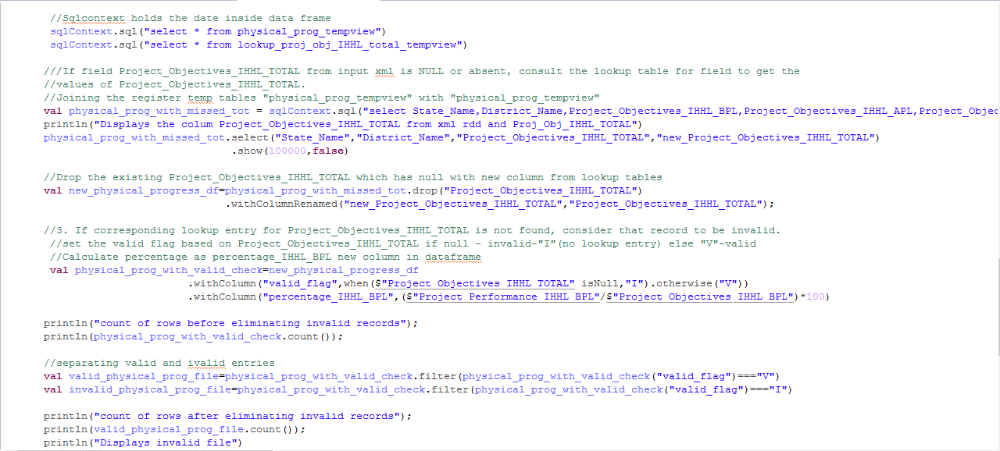 //Sqlcontext holds the date inside data frame
sqlContext.sql("select * from physical_prog_tempview")
sqlContext.sql("select * from lookup_proj_obj_IHHL_total_tempview")
///If field Project_Objectives_IHHL_TOTAL from input xml is NULL or absent, consult the lookup table for field to get the
//values of Project_Objectives_IHHL_TOTAL.
//Joining the register temp tables "physical_prog_tempview" with "physical_prog_tempview"
val physical_prog_with_missed_tot = sqlContext.sql("select State_Name,District_Name,Project_Objectives_IHHL_BPL,Project_Objectives_IHHL_APL,Project_Objec
println("Displays the colum Project_Objectives_IHHL_TOTAL from xml rdd and Proj_Obj_IHHL_TOTAL")
physical_prog_with_missed_tot.select("State_Name","District_Name","Project_Objectives_IHHL_TOTAL","new_Project_Objectives_IHHL_TOTAL")
.show(100000,false)
//Drop the existing Project_Objectives_IHHL_TOTAL which has null with new column from lookup tables
val new_physical_progress_df=physical_prog_with_missed_tot.drop("Project_Objectives_IHHL_TOTAL")
.withColumnRenamed("new_Project_Objectives_IHHL_TOTAL","Project_Objectives_IHHL_TOTAL");
//3. If corresponding lookup entry for Project_Objectives_IHHL_TOTAL is not found, consider that record to be invalid.
//set the valid flag based on Project_Objectives_IHHL_TOTAL if null - invalid-"I"(no lookup entry) else "V"-valid
//Calculate percentage as percentage_IHHL_BPL new column in dataframe
val physical_prog_with_valid_check=new_physical_progress_df
.withColumn("valid_flag",when($"Project_Objectives_IHHL_TOTAL" isNull,"I").otherwise("V"))
.withColumn("percentage_IHHL_BPL",($"Project_Performance_IHHL_BPL"/$"Project_Objectives_IHHL_BPL")*100)
println("count of rows before eliminating invalid records");
println(physical_prog_with_valid_check.count());
//separating valid and ivalid entries
val valid_physical_prog_file=physical_prog_with_valid_check.filter(physical_prog_with_valid_check("valid_flag")==="V")
val invalid_physical_prog_file=physical_prog_with_valid_check.filter(physical_prog_with_valid_check("valid_flag")==="I")
println("count of rows after eliminating invalid records");
println(valid_physical_prog_file.count());
println("Displays invalid file")